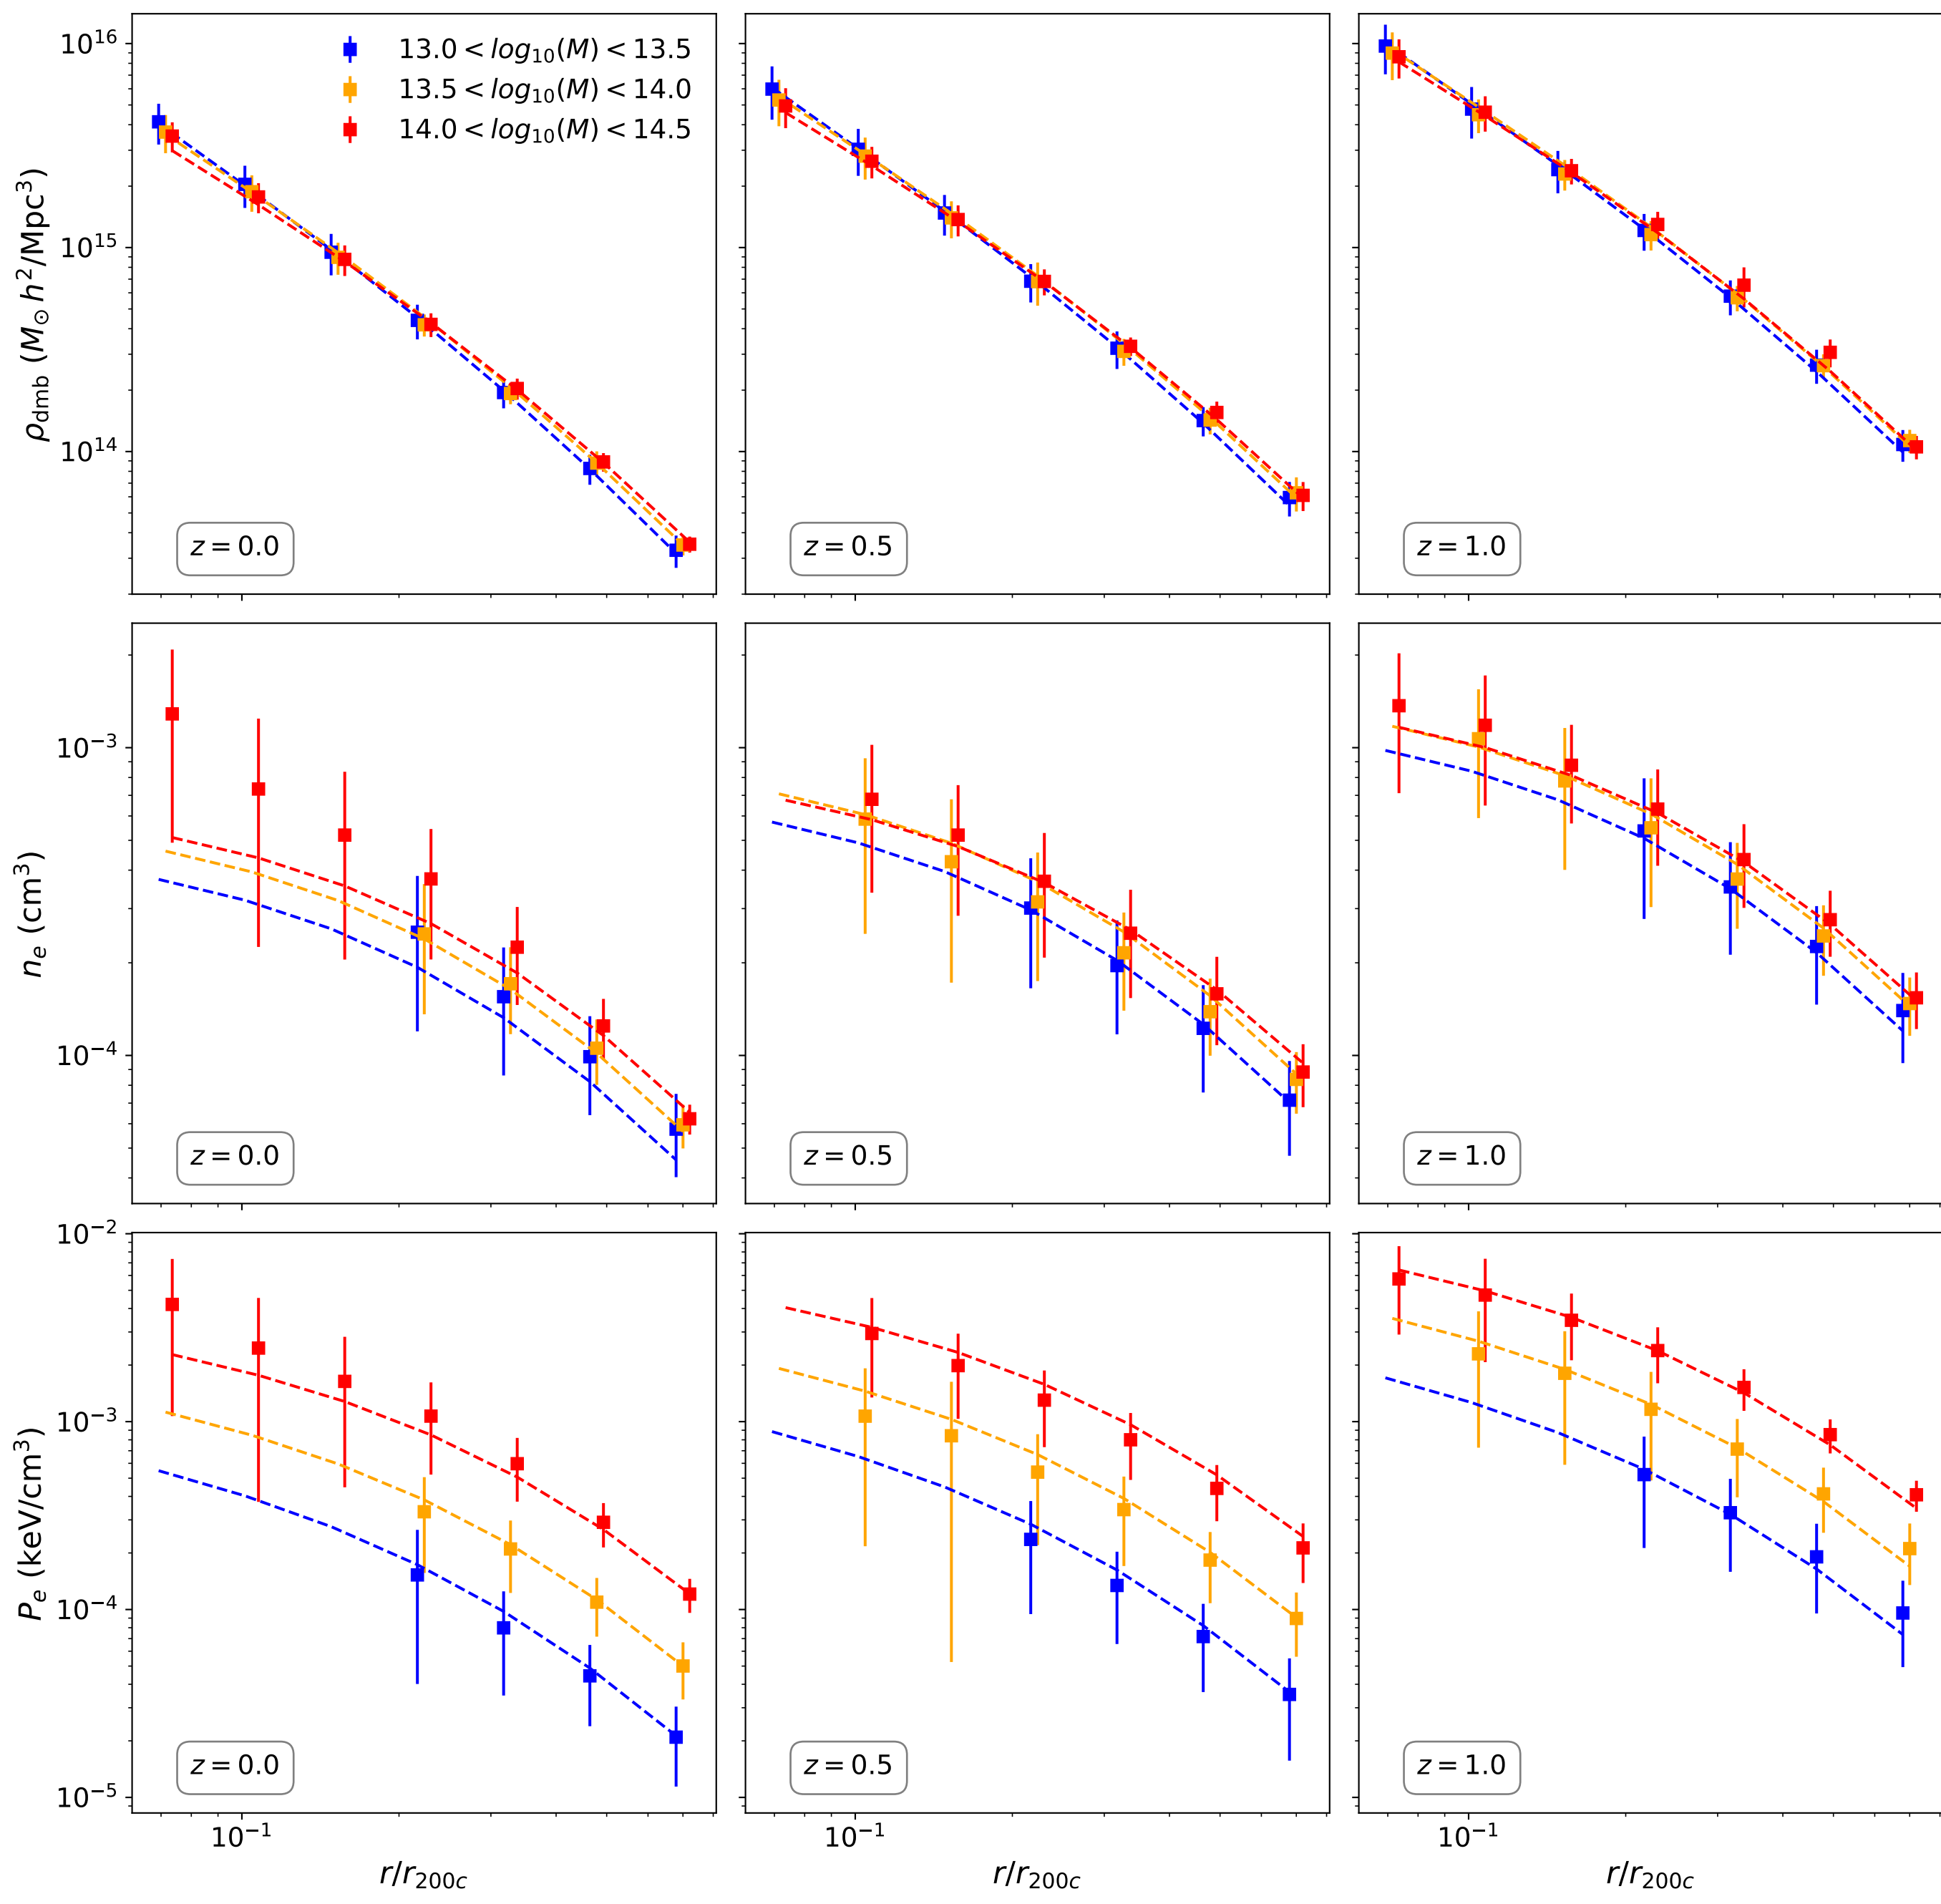 10^16
10^15
10^14
ρ_dmb (M_⊙ h^2/Mpc^3)
13.0 < log_10(M) < 13.5
13.5 < log_10(M) < 14.0
14.0 < log_10(M) < 14.5
z = 0.0
z = 0.5
z = 1.0
10^−3
10^−4
n_e (cm^3)
z = 0.0
z = 0.5
z = 1.0
10^−2
10^−3
10^−4
10^−5
P_e (keV/cm^3)
z = 0.0
z = 0.5
z = 1.0
10^−1
10^−1
10^−1
r/r_200c
r/r_200c
r/r_200c